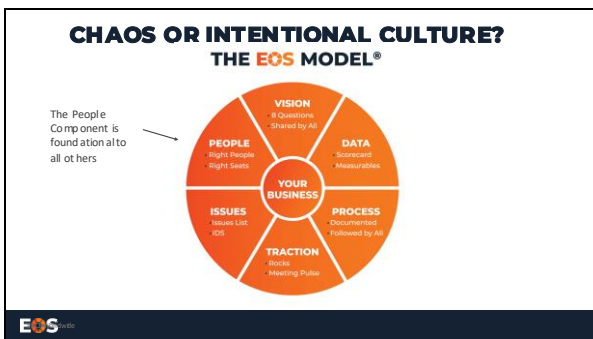 CHAOS OR INTENTIONAL CULTURE?
THE EOS MODEL®
The People
Component is
foundational to
all others
VISION
• 8 Questions
• Shared by All
PEOPLE
• Right People
• Right Seats
DATA
• Scorecard
• Measurables
YOUR
BUSINESS
ISSUES
• Issues List
• IDS
PROCESS
• Documented
• Followed by All
TRACTION
• Rocks
• Meeting Pulse
EOS